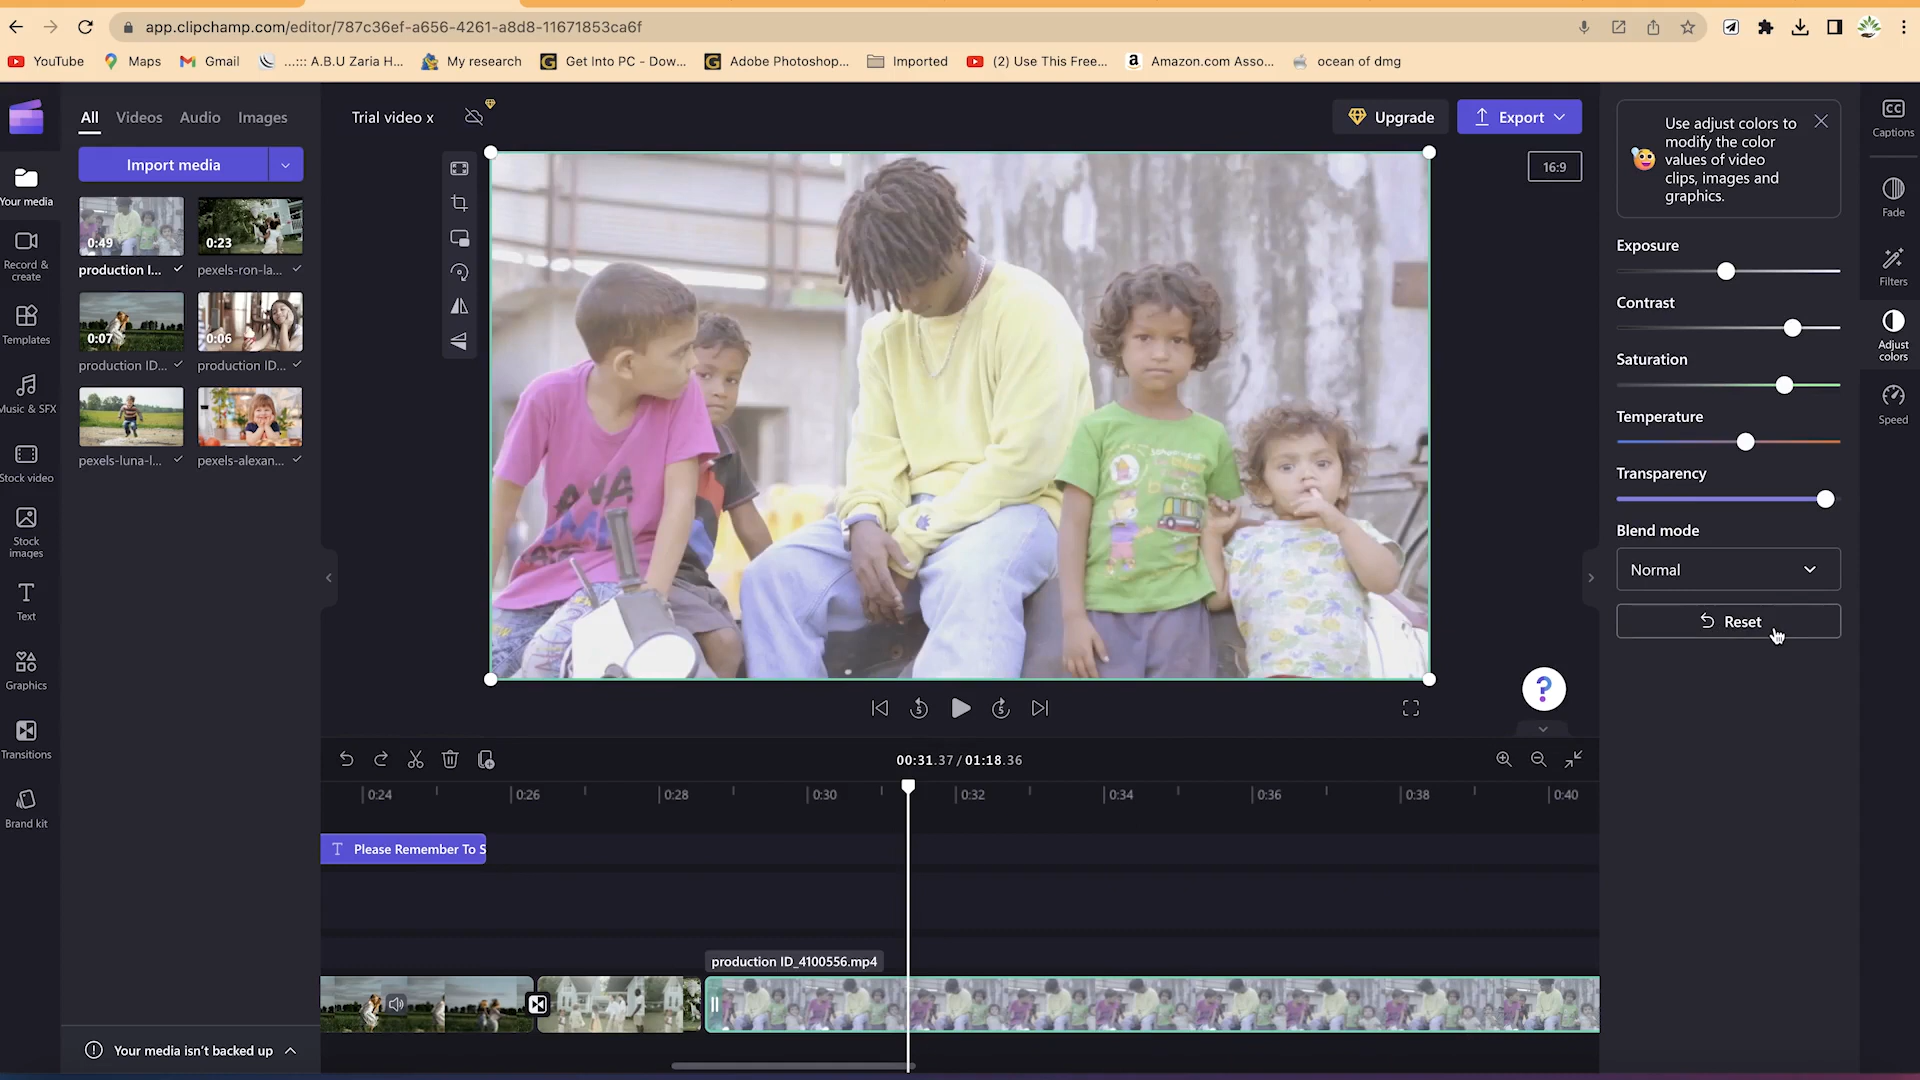 app.clipchamp.com/editor/787c36ef-a656-4261-a8d8-11671853ca6f
YouTube
Maps
Gmail
...::: A.B.U Zaria H...
My research
Get Into PC - Dow...
Adobe Photoshop...
Imported
(2) Use This Free...
Amazon.com Asso...
ocean of dmg
All
Videos
Audio
Images
Trial video x
Upgrade
Export
Import media
16:9
Use adjust colors to
modify the color
values of video
clips, images and
graphics.
CC
Captions
Your media
Record &
create
Templates
Music & SFX
Stock video
Stock
images
Text
Graphics
Transitions
Brand kit
0:49
production I...
0:23
pexels-ron-la...
0:07
production ID...
0:06
production ID...
pexels-luna-l...
pexels-alexan...
Exposure
Contrast
Saturation
Temperature
Transparency
Blend mode
Normal
Reset
Fade
Filters
Adjust
colors
Speed
5
5
?
00:31.37 / 01:18.36
0:24
0:26
0:28
0:30
0:32
0:34
0:36
0:38
0:40
T Please Remember To S
production ID_4100556.mp4
Your media isn't backed up